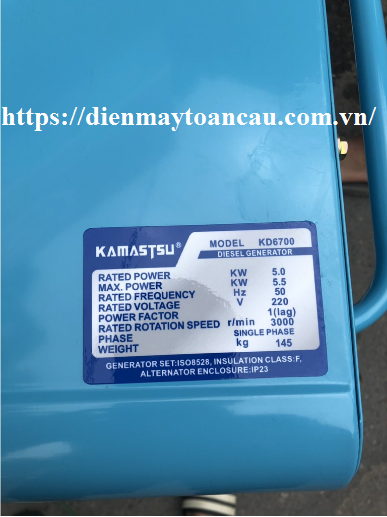 https://dienmaytoancau.com.vn/
KAMASTSU® MODEL KD6700
DIESEL GENERATOR
RATED POWER KW 5.0
MAX. POWER KW 5.5
RATED FREQUENCY Hz 50
RATED VOLTAGE V 220
POWER FACTOR 1(lag)
RATED ROTATION SPEED r/min 3000
PHASE SINGLE PHASE
WEIGHT kg 145
GENERATOR SET:ISO8528, INSULATION CLASS:F,
ALTERNATOR ENCLOSURE:IP23